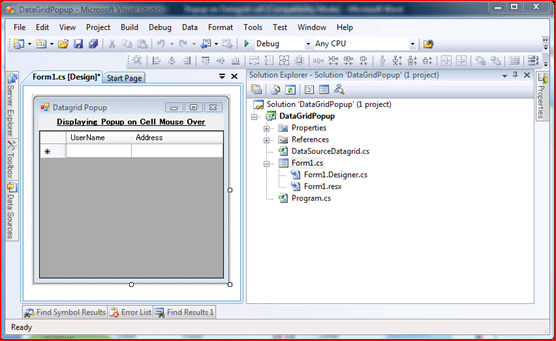 DataGridPopup - Microsoft Visual Studio
File Edit View Project Build Debug Data Format Tools Test Window Help
Debug Any CPU
Form1.cs [Design]* Start Page
Solution Explorer - Solution 'DataGridPopup' (1 project)
Server Explorer
Toolbox
Data Sources
Properties
Datagrid Popup
Displaying Popup on Cell Mouse Over
UserName Address
Solution 'DataGridPopup' (1 project)
DataGridPopup
Properties
References
DataSourceDatagrid.cs
Form1.cs
Form1.Designer.cs
Form1.resx
Program.cs
Find Symbol Results Error List Find Results 1
Ready